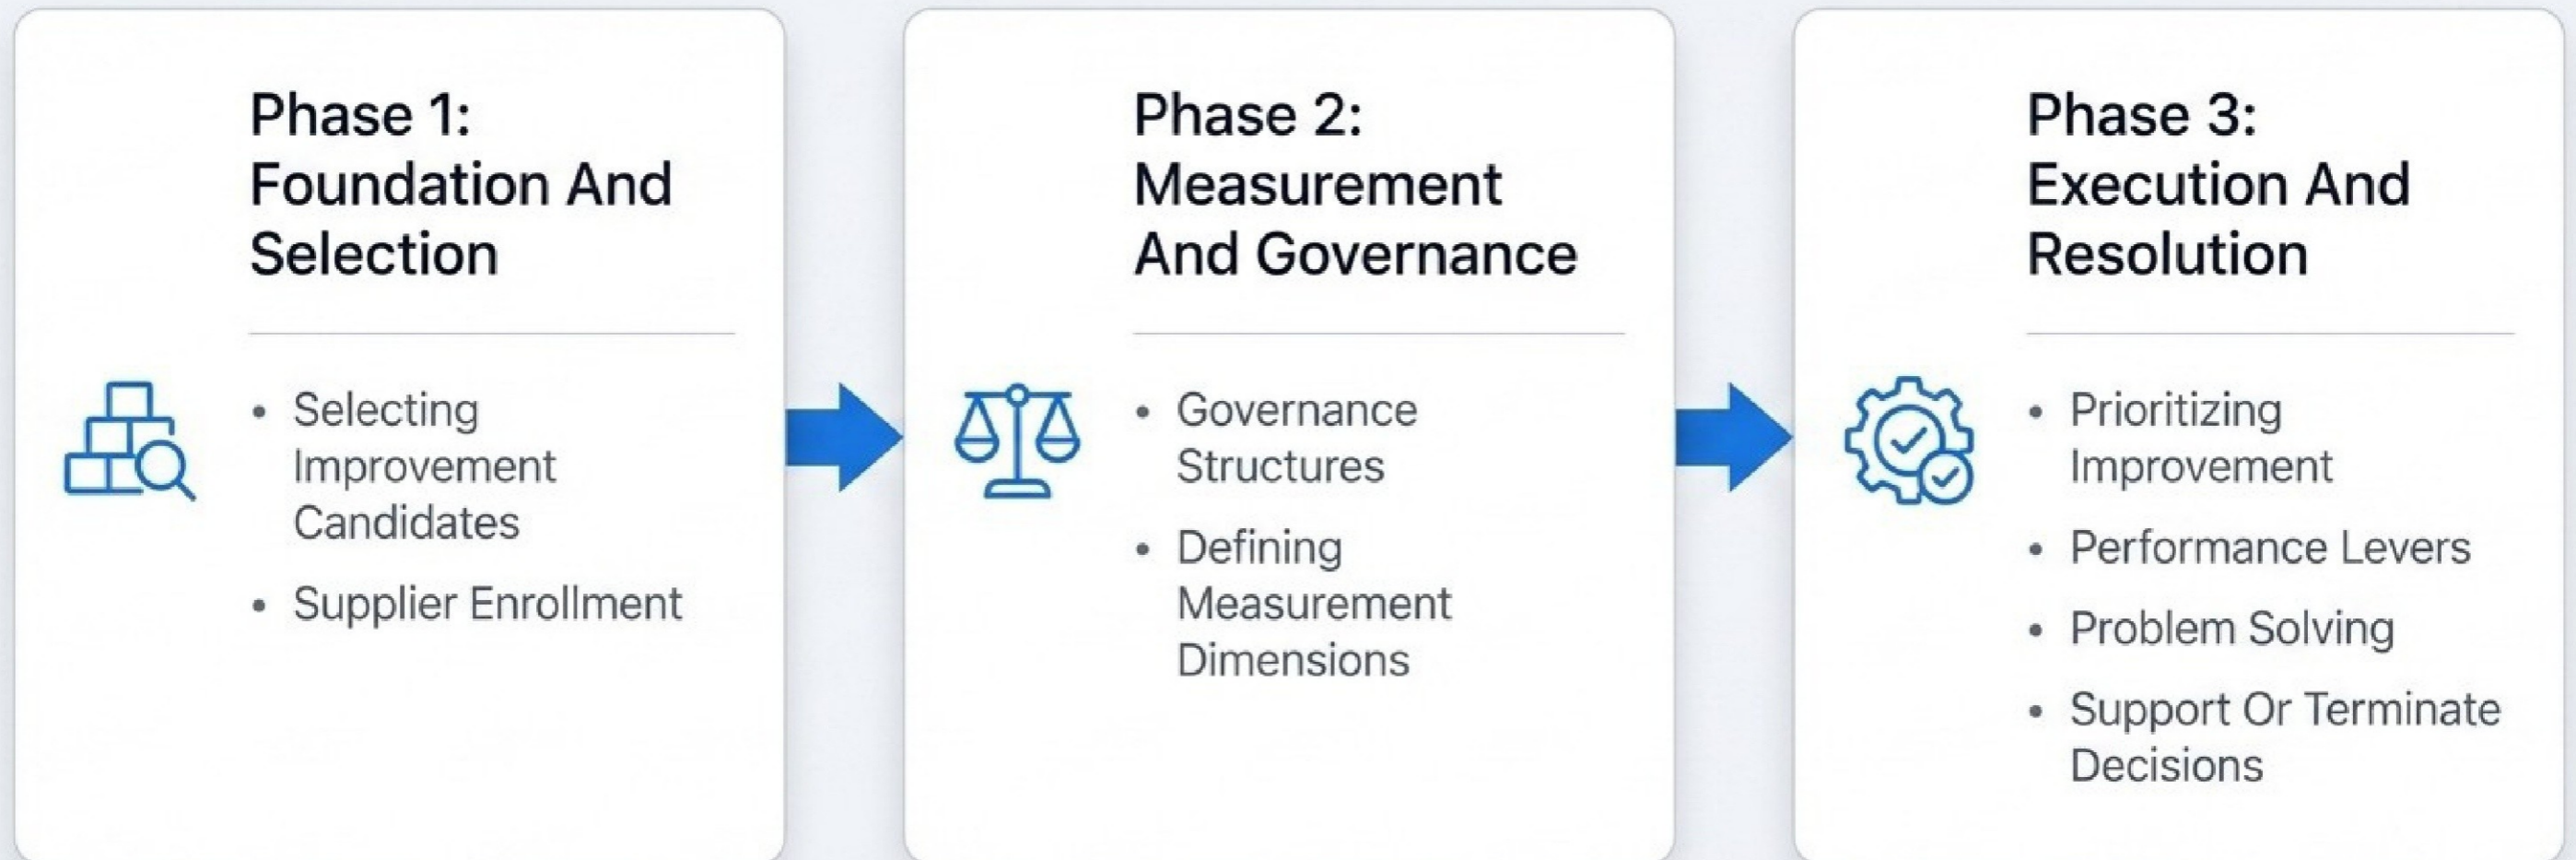 Phase 1:
Foundation And
Selection
• Selecting
Improvement
Candidates
• Supplier Enrollment
Phase 2:
Measurement
And Governance
• Governance
Structures
• Defining
Measurement
Dimensions
Phase 3:
Execution And
Resolution
• Prioritizing
Improvement
• Performance Levers
• Problem Solving
• Support Or Terminate
Decisions